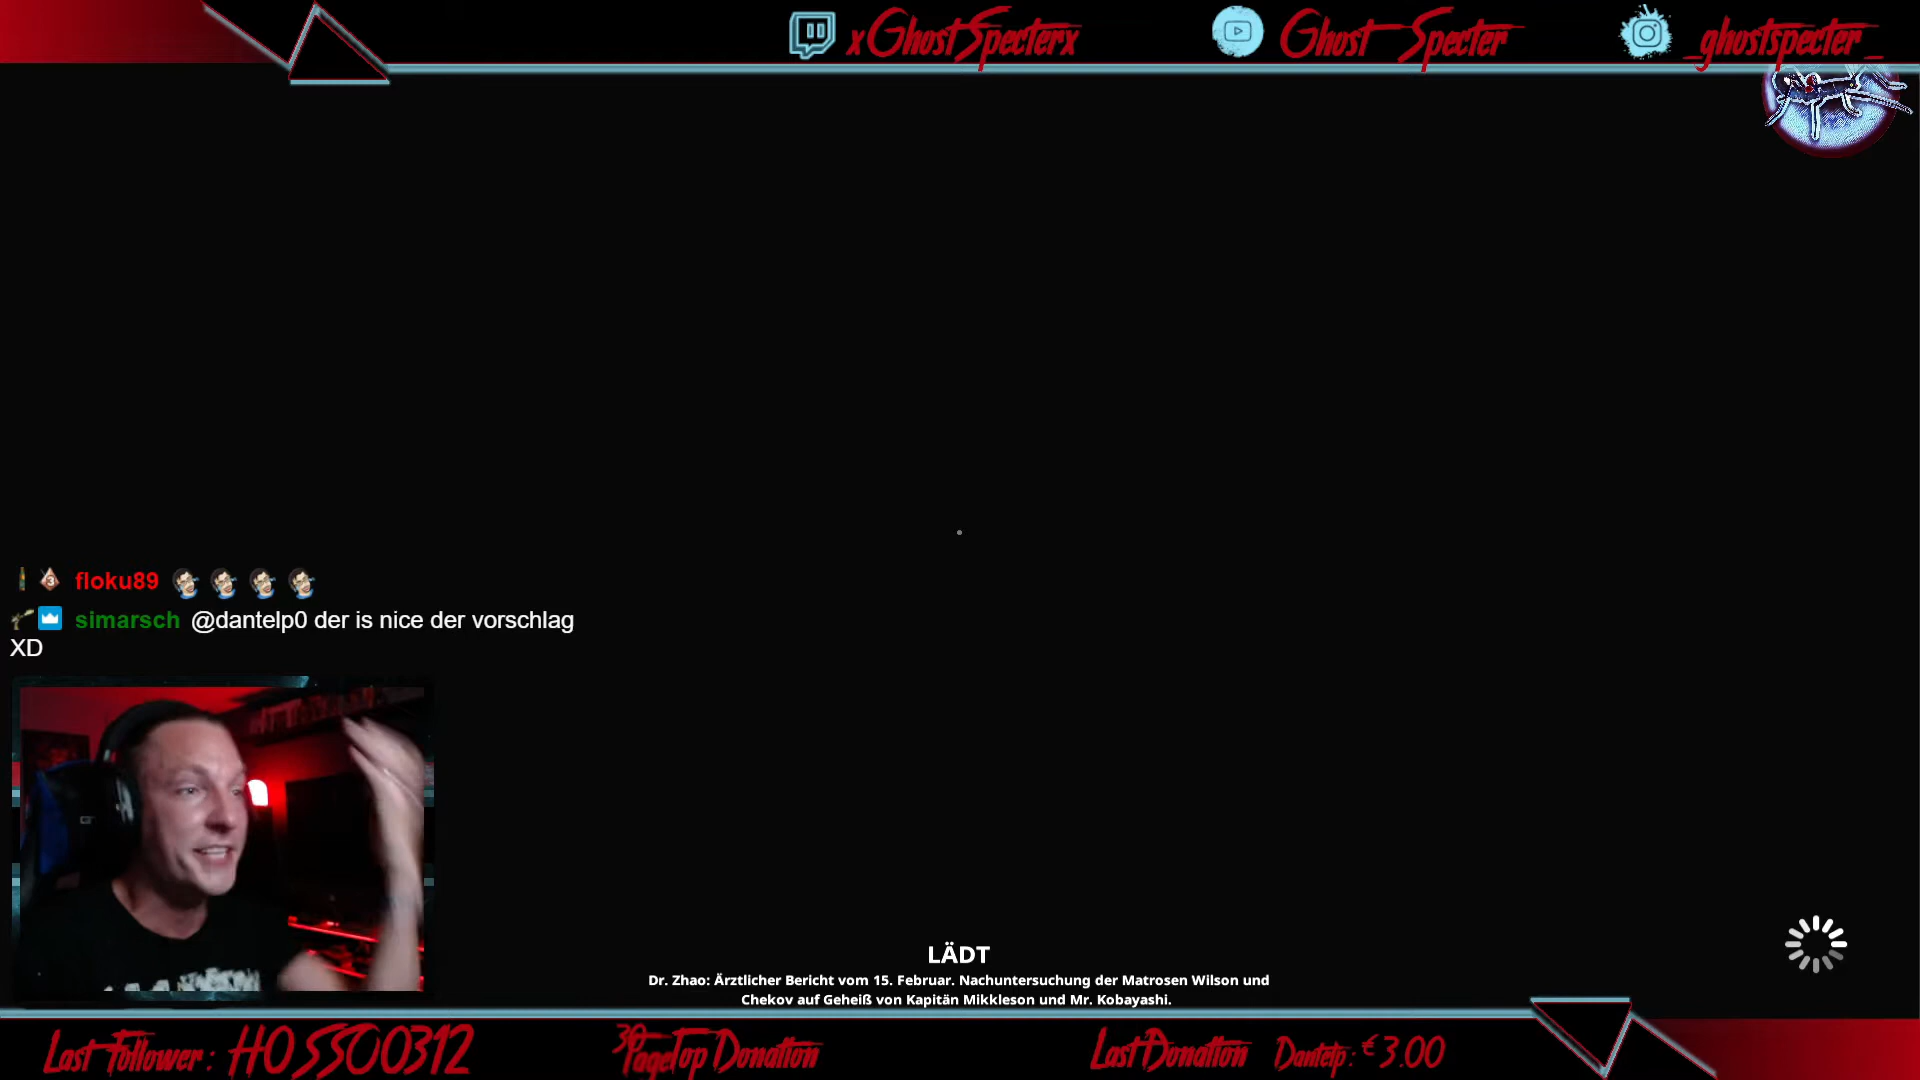 xGhostSpecterx
Ghost Specter
_ghostspecter_
floku89
simarsch @dantelp0 der is nice der vorschlag
XD
LÄDT
Dr. Zhao: Ärztlicher Bericht vom 15. Februar. Nachuntersuchung der Matrosen Wilson und
Chekov auf Geheiß von Kapitän Mikkleson und Mr. Kobayashi.
Last Follower: HOSSO0312
30TageTop Donation
Last Donation Dantelp: €3.00